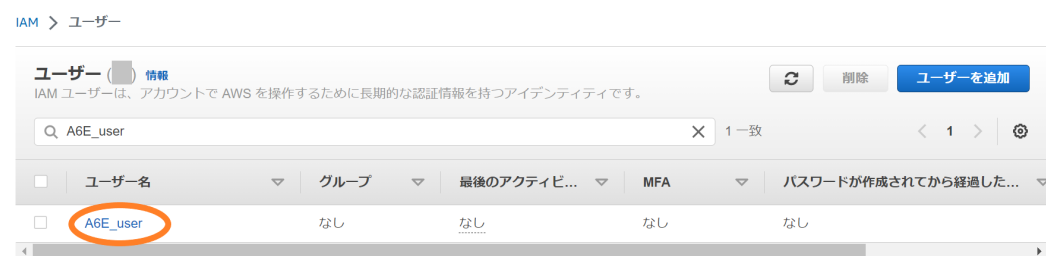 IAM > ユーザー
ユーザー ( ) 情報
削除
ユーザーを追加
IAM ユーザーは、アカウントで AWS を操作するために長期的な認証情報を持つアイデンティティです。
A6E_user
1 一致
< 1 >
ユーザー名 グループ 最後のアクティビ... MFA パスワードが作成されてから経過した...
A6E_user なし なし なし なし